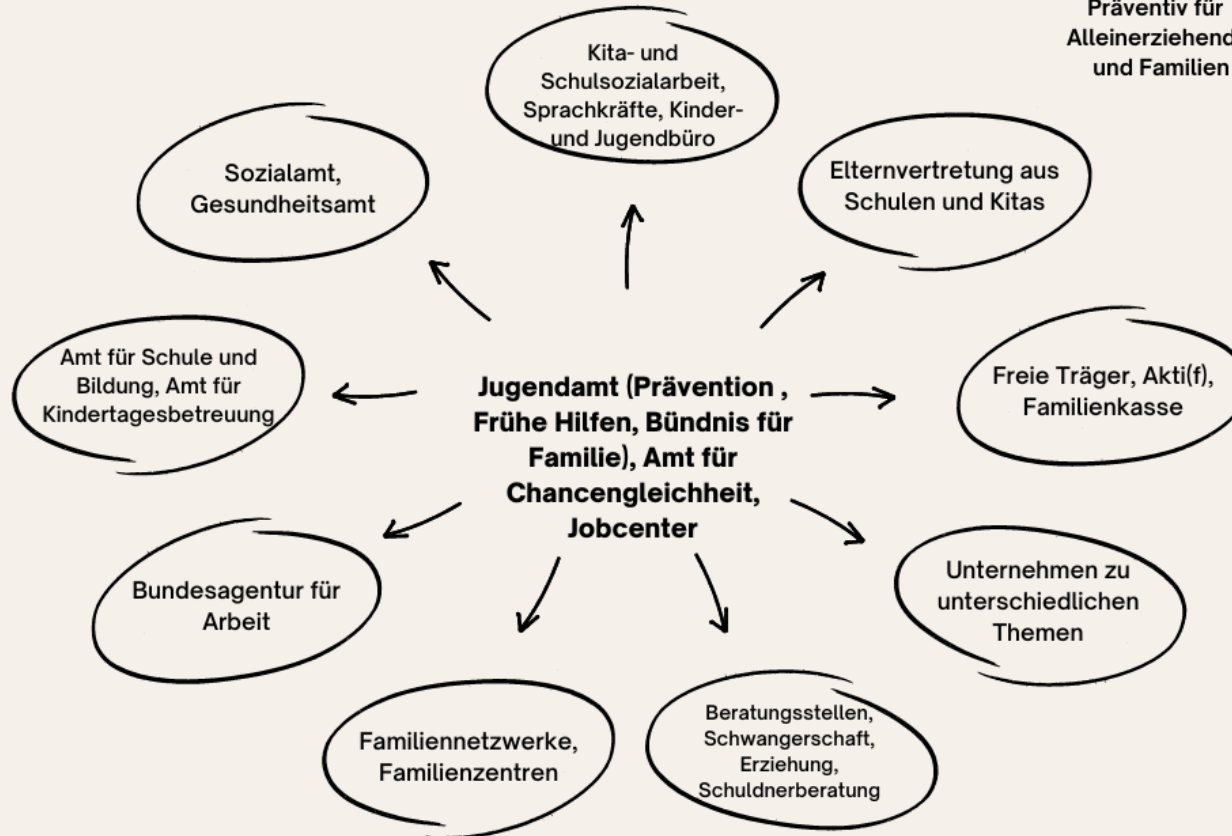 Präventiv für
Alleinerziehend
und Familien
Kita- und
Schulsozialarbeit,
Sprachkräfte, Kinder-
und Jugendbüro
Sozialamt,
Gesundheitsamt
Elternvertretung aus
Schulen und Kitas
Amt für Schule und
Bildung, Amt für
Kindertagesbetreuung
Jugendamt (Prävention ,
Frühe Hilfen, Bündnis für
Familie), Amt für
Chancengleichheit,
Jobcenter
Freie Träger, Akti(f),
Familienkasse
Bundesagentur für
Arbeit
Unternehmen zu
unterschiedlichen
Themen
Familiennetzwerke,
Familienzentren
Beratungsstellen,
Schwangerschaft,
Erziehung,
Schuldnerberatung